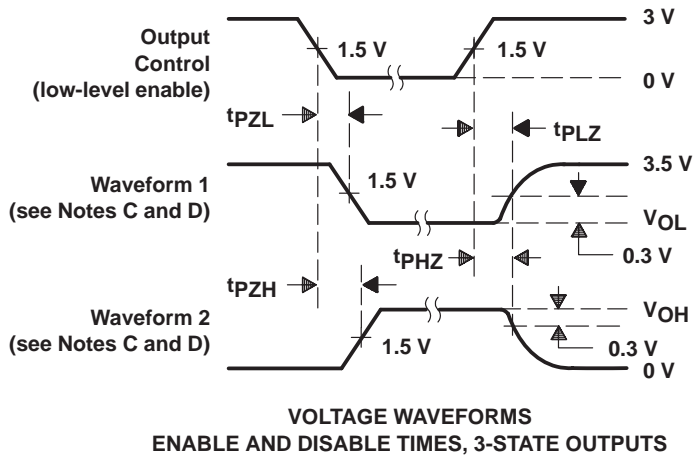 3 V
Output
Control
(low-level enable)
1.5 V
1.5 V
0 V
tPZL
tPLZ
3.5 V
Waveform 1
(see Notes C and D)
1.5 V
VOL
0.3 V
tPHZ
tPZH
VOH
Waveform 2
(see Notes C and D)
1.5 V
0.3 V
0 V
VOLTAGE WAVEFORMS
ENABLE AND DISABLE TIMES, 3-STATE OUTPUTS